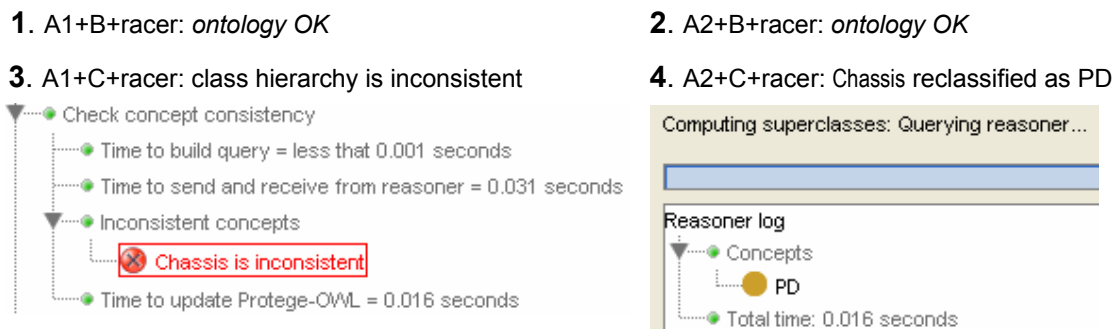 1. A1+B+racer: ontology OK
2. A2+B+racer: ontology OK
3. A1+C+racer: class hierarchy is inconsistent
Check concept consistency
Time to build query = less that 0.001 seconds
Time to send and receive from reasoner = 0.031 seconds
Inconsistent concepts
Chassis is inconsistent
Time to update Protege-OWL = 0.016 seconds
4. A2+C+racer: Chassis reclassified as PD
Computing superclasses: Querying reasoner...
Reasoner log
Concepts
PD
Total time: 0.016 seconds